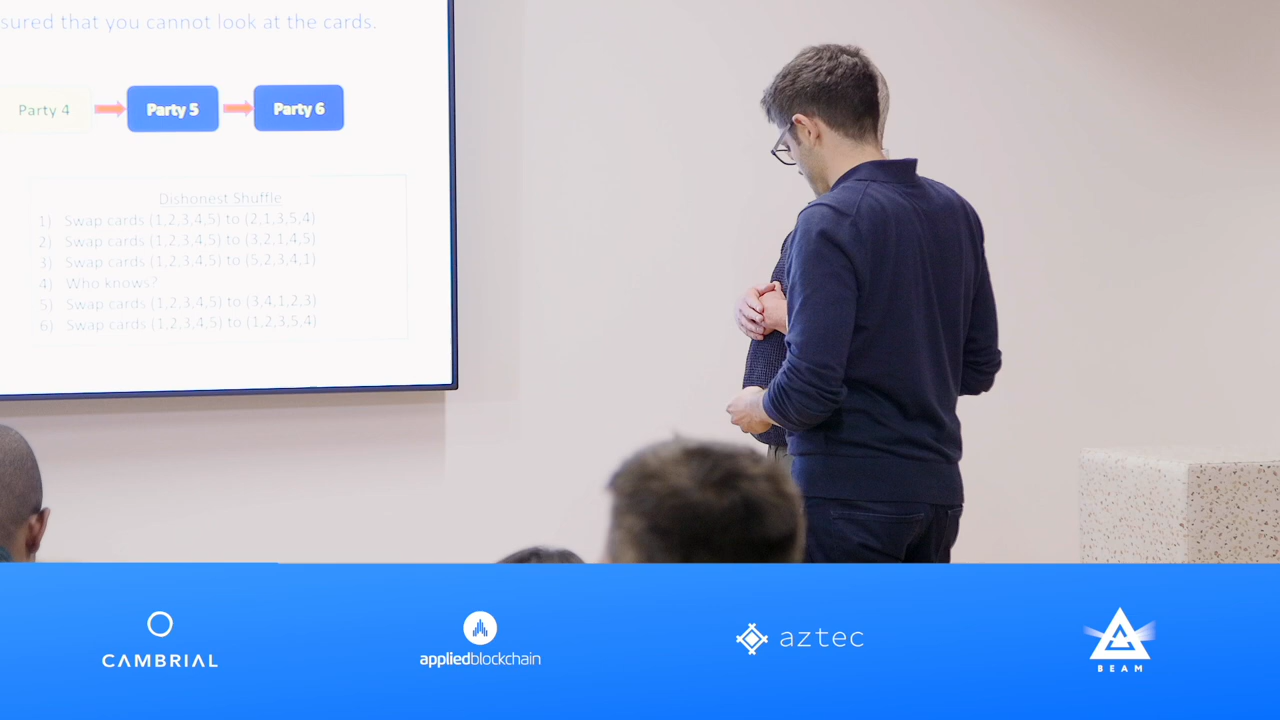 sured that you cannot look at the cards.
Party 4
Party 5
Party 6
Dishonest Shuffle
1) Swap cards (1,2,3,4,5) to (2,1,3,5,4)
2) Swap cards (1,2,3,4,5) to (3,2,1,4,5)
3) Swap cards (1,2,3,4,5) to (5,2,3,4,1)
4) Who knows?
5) Swap cards (1,2,3,4,5) to (3,4,1,2,3)
6) Swap cards (1,2,3,4,5) to (1,2,3,5,4)
CAMBRIAL
appliedblockchain
aztec
BEAM